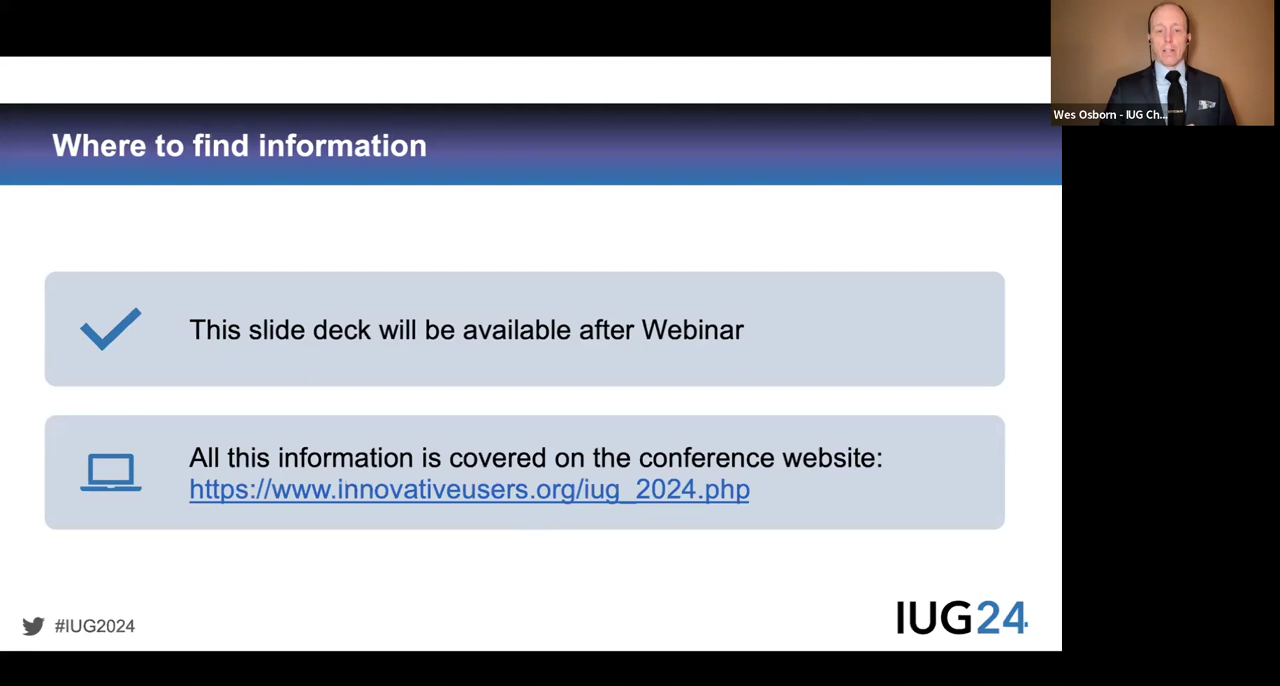 Wes Osborn - IUG Ch...
Where to find information
This slide deck will be available after Webinar
All this information is covered on the conference website:
https://www.innovativeusers.org/iug_2024.php
#IUG2024
IUG24